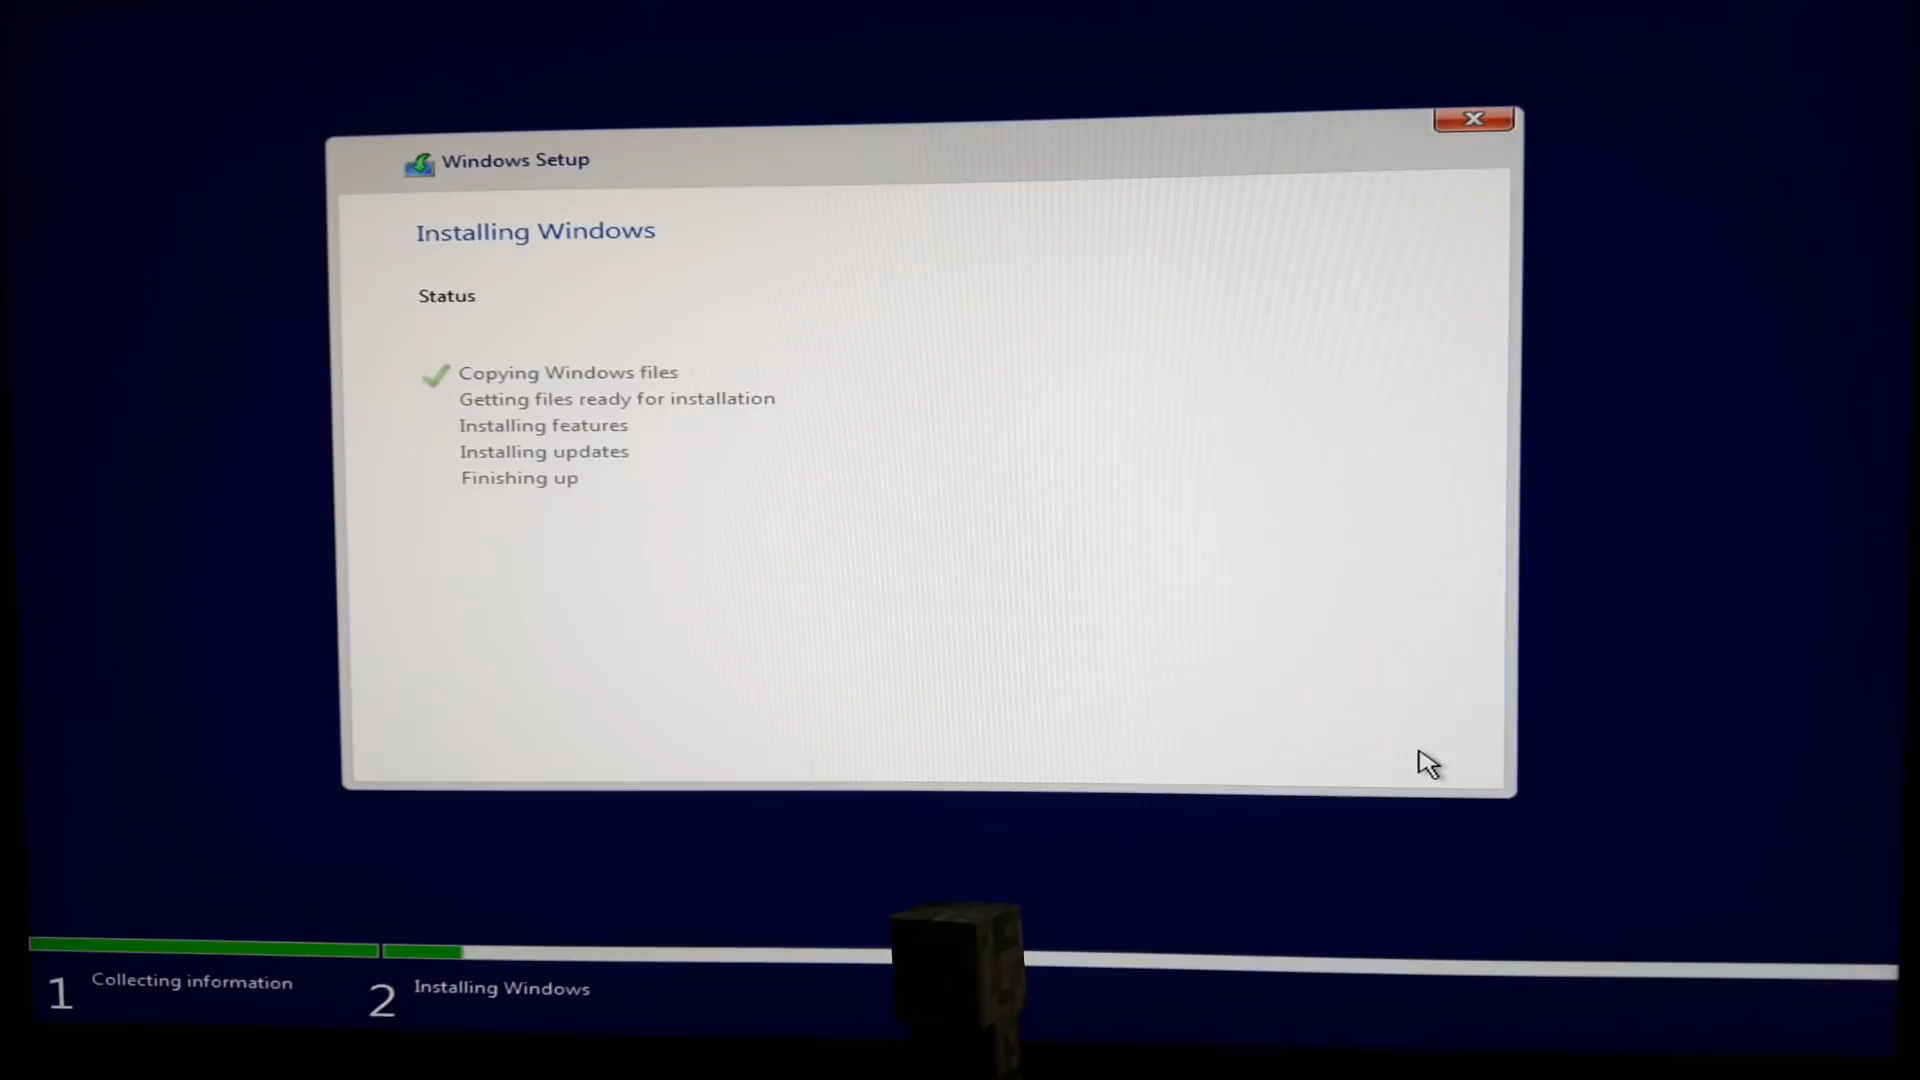 Windows Setup
Installing Windows
Status
Copying Windows files
Getting files ready for installation
Installing features
Installing updates
Finishing up
1 Collecting information
2 Installing Windows